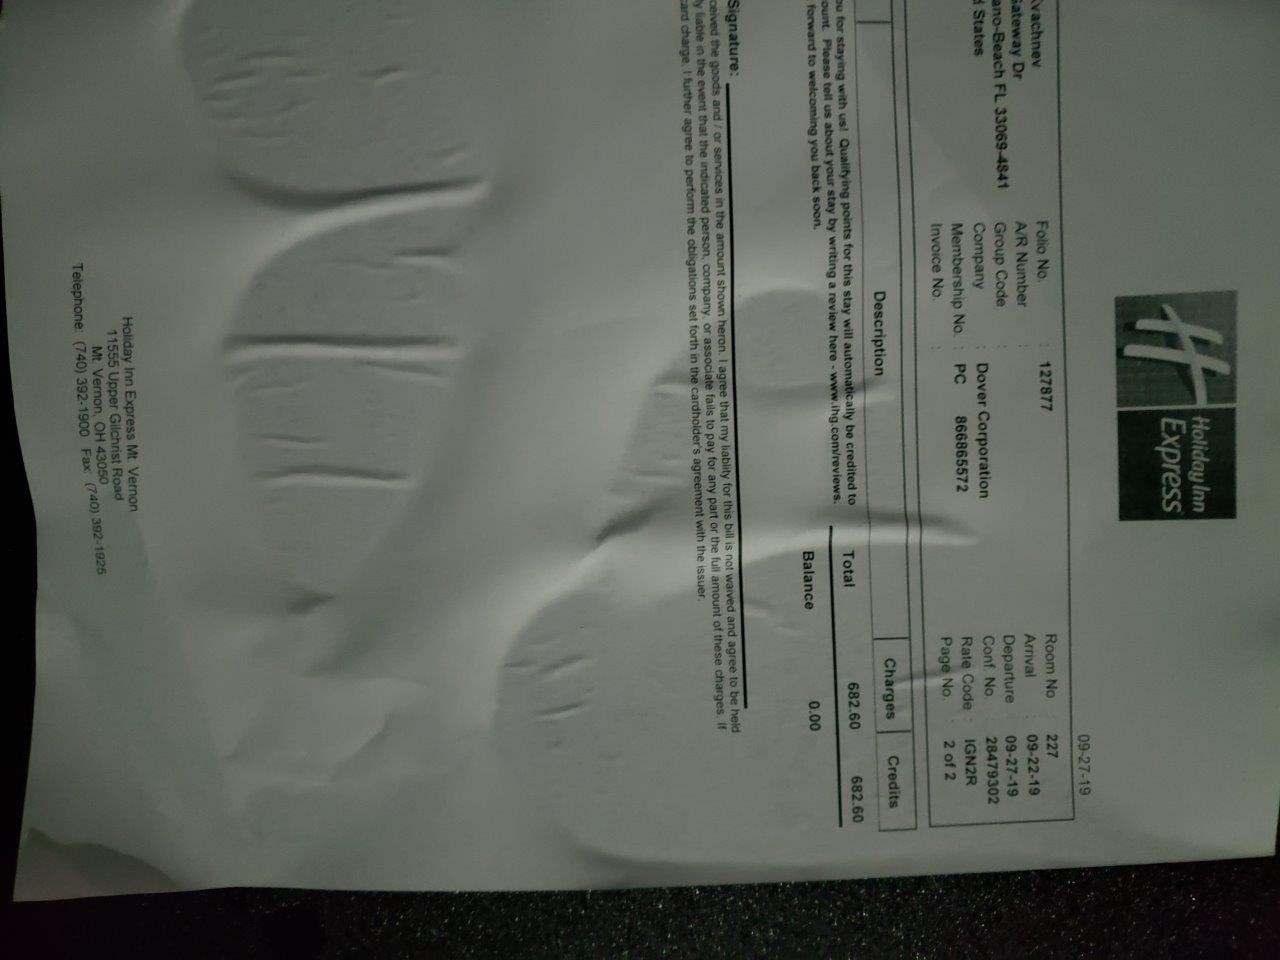 Holiday Inn
Express
09-27-19
vachnev
ateway Dr
ano-Beach FL 33069-4841
States
Folio No. : 127877
A/R Number :
Group Code :
Company : Dover Corporation
Membership No. : PC 866865572
Invoice No. :
Room No. : 227
Arrival : 09-22-19
Departure : 09-27-19
Conf. No. : 28479302
Rate Code : IGN2R
Page No. : 2 of 2
Description Charges Credits
ou for staying with us! Qualifying points for this stay will automatically be credited to
ount. Please tell us about your stay by writing a review here - www.ihg.com/reviews.
forward to welcoming you back soon.
Total 682.60 682.60
Balance 0.00
Signature:
ceived the goods and / or services in the amount shown heron. I agree that my liablity for this bill is not waived and agree to be held
y liable in the event that the indicated person, company, or associate fails to pay for any part or the full amount of these charges. If
card charge, I further agree to perform the obligations set forth in the cardholder's agreement with the issuer.
Holiday Inn Express Mt. Vernon
11555 Upper Gilchrist Road
Mt. Vernon, OH 43050
Telephone: (740) 392-1900 Fax: (740) 392-1925